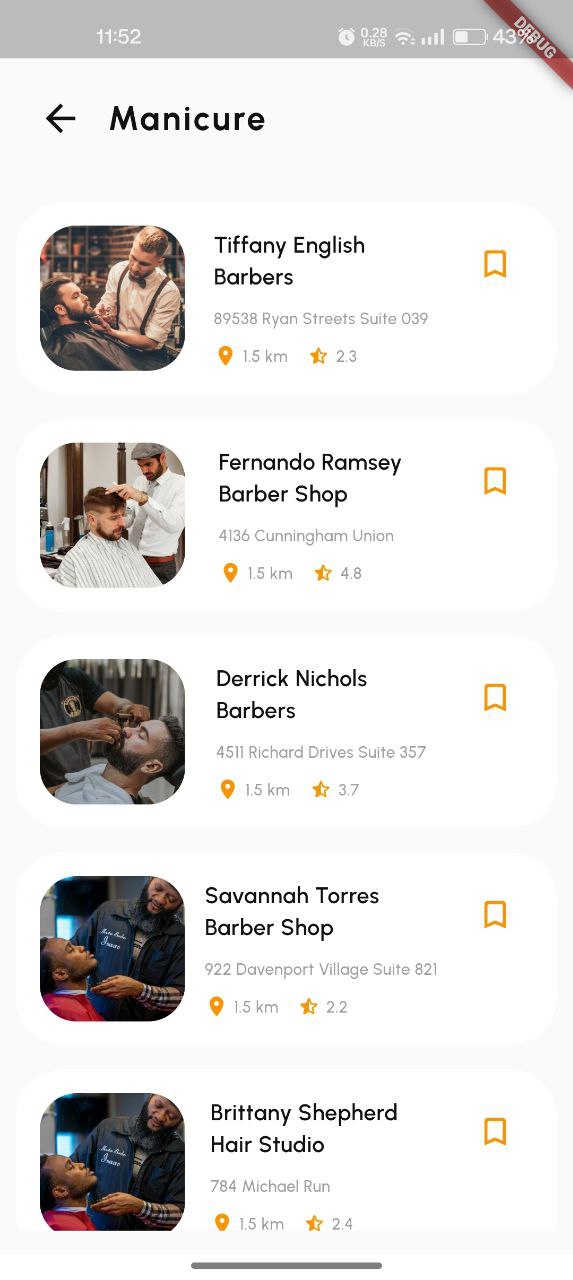 11:52
0.28
KB/S
43%
DEBUG
Manicure
Tiffany English
Barbers
89538 Ryan Streets Suite 039
1.5 km 2.3
Fernando Ramsey
Barber Shop
4136 Cunningham Union
1.5 km 4.8
Derrick Nichols
Barbers
4511 Richard Drives Suite 357
1.5 km 3.7
Savannah Torres
Barber Shop
922 Davenport Village Suite 821
1.5 km 2.2
Isaac
Brittany Shepherd
Hair Studio
784 Michael Run
1.5 km 2.4
Isaac